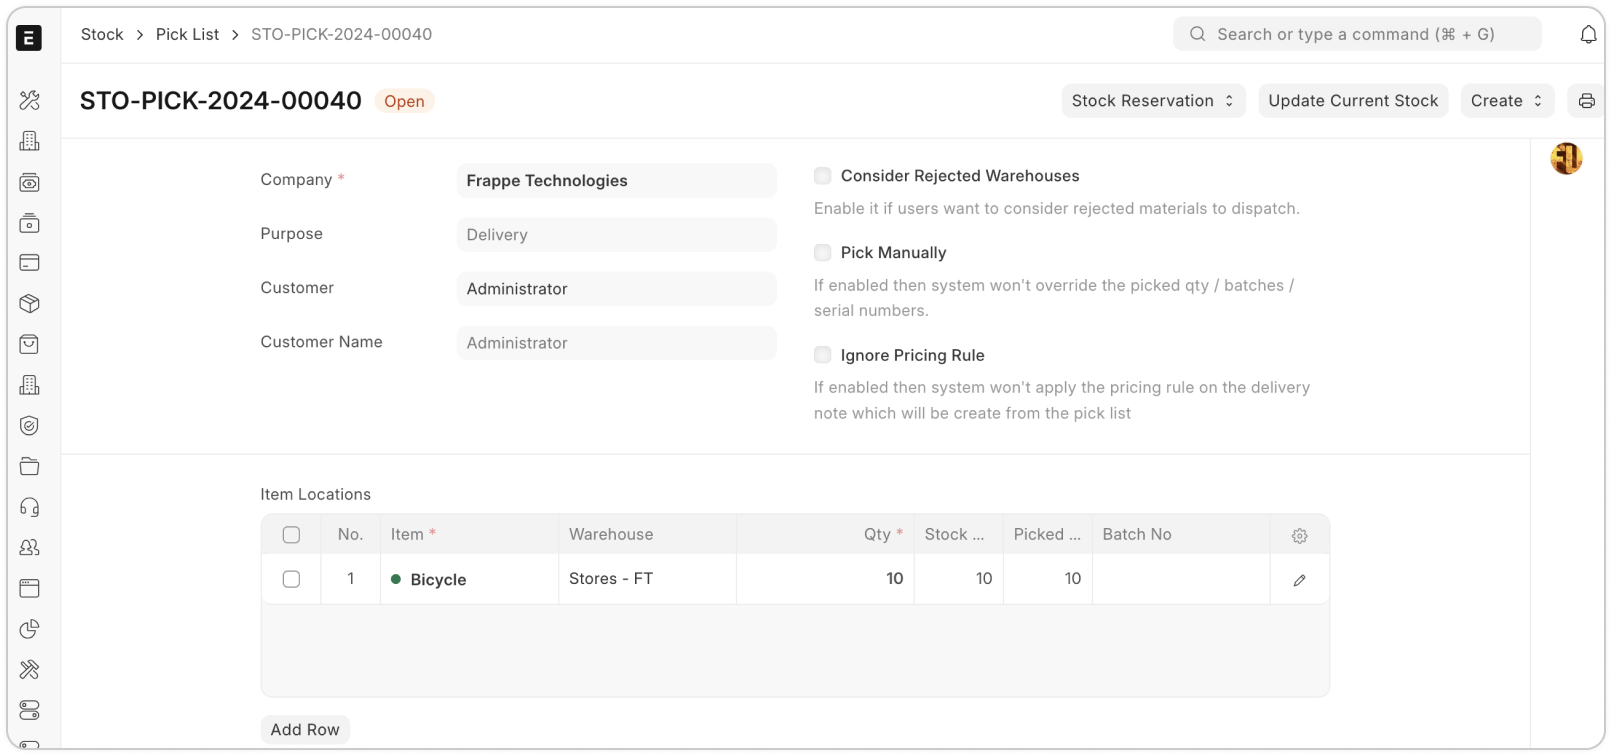 E
Stock > Pick List > STO-PICK-2024-00040
Search or type a command (⌘ + G)
STO-PICK-2024-00040
Open
Stock Reservation
Update Current Stock
Create
Company *
Frappe Technologies
Purpose
Delivery
Customer
Administrator
Customer Name
Administrator
Consider Rejected Warehouses
Enable it if users want to consider rejected materials to dispatch.
Pick Manually
If enabled then system won't override the picked qty / batches /
serial numbers.
Ignore Pricing Rule
If enabled then system won't apply the pricing rule on the delivery
note which will be create from the pick list
Item Locations
No. Item * Warehouse Qty * Stock ... Picked ... Batch No
1 Bicycle Stores - FT 10 10 10
Add Row